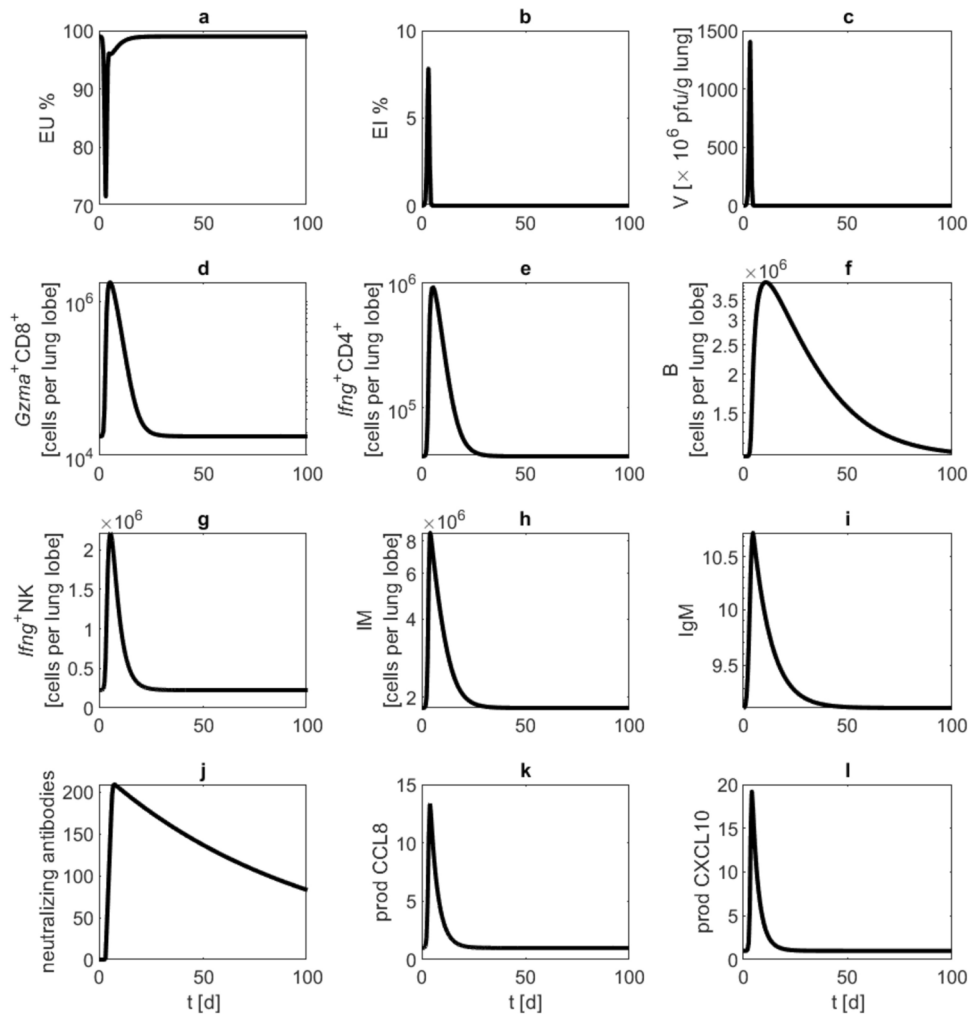 a
EU %
100
90
80
70
0
50
100
b
EI %
10
5
0
0
50
100
c
V [× 10⁶ pfu/g lung]
1500
1000
500
0
0
50
100
d
Gzma⁺CD8⁺
[cells per lung lobe]
10⁶
10⁴
0
50
100
e
Ifng⁺CD4⁺
[cells per lung lobe]
10⁶
10⁵
0
50
100
f
×10⁶
B
[cells per lung lobe]
3.5
3
2.5
2
1.5
0
50
100
g
×10⁶
Ifng⁺NK
[cells per lung lobe]
2
1.5
1
0.5
0
0
50
100
h
×10⁶
IM
[cells per lung lobe]
8
6
4
2
0
50
100
i
IgM
10.5
9.5
0
50
100
j
neutralizing antibodies
200
150
100
50
0
0
50
100
t [d]
k
prod CCL8
15
10
5
0
0
50
100
t [d]
l
prod CXCL10
20
15
10
5
0
0
50
100
t [d]